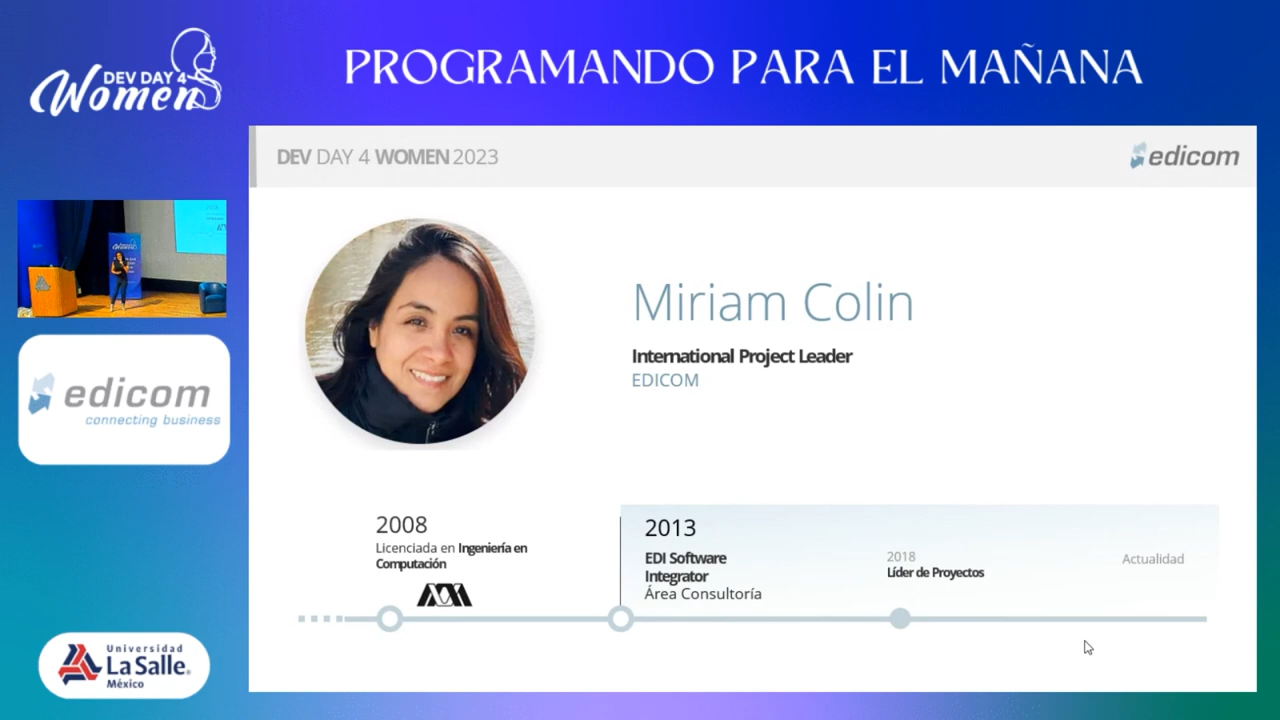 DEV DAY 4
Women
PROGRAMANDO PARA EL MAÑANA
DEV DAY 4 WOMEN 2023
edicom
edicom
connecting business
Miriam Colin
International Project Leader
EDICOM
2008
Licenciada en Ingeniería en
Computación
2013
EDI Software
Integrator
Área Consultoría
2018
Líder de Proyectos
Actualidad
Universidad
La Salle®
México